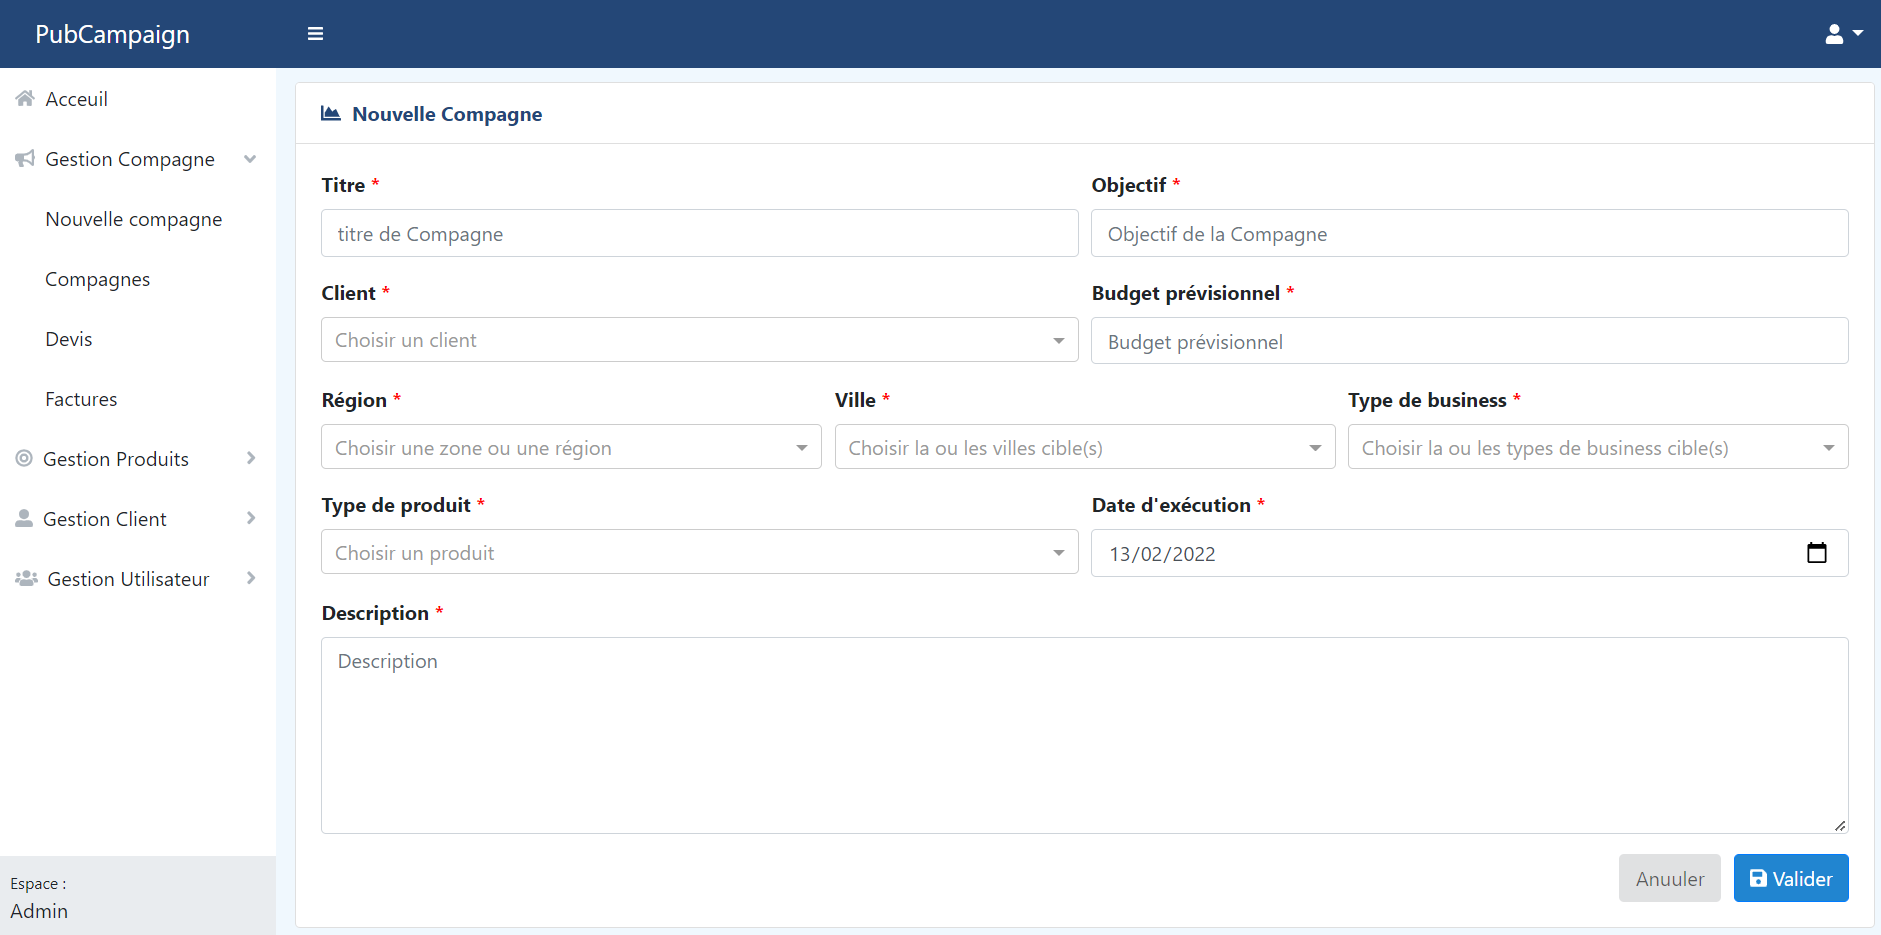 PubCampaign
Acceuil
Gestion Compagne
Nouvelle compagne
Compagnes
Devis
Factures
Gestion Produits
Gestion Client
Gestion Utilisateur
Espace :
Admin
Nouvelle Compagne
Titre * Objectif *
titre de Compagne Objectif de la Compagne
Client * Budget prévisionnel *
Choisir un client Budget prévisionnel
Région * Ville * Type de business *
Choisir une zone ou une région Choisir la ou les villes cible(s) Choisir la ou les types de business cible(s)
Type de produit * Date d'exécution *
Choisir un produit 13/02/2022
Description *
Description
Anuuler Valider